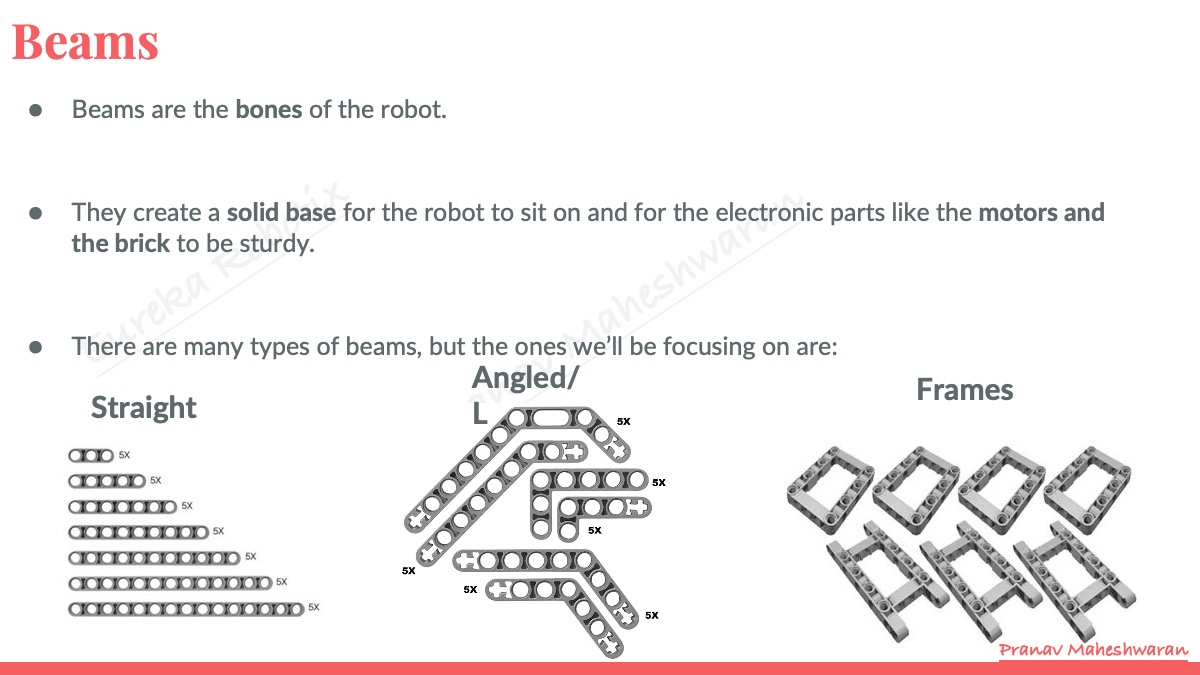 Beams
● Beams are the bones of the robot.
● They create a solid base for the robot to sit on and for the electronic parts like the motors and
the brick to be sturdy.
● There are many types of beams, but the ones we’ll be focusing on are:
Straight
5X
5X
5X
5X
5X
5X
5X
Angled/
L
5X
5X
5X
5X
5X
5X
Frames
Eureka Robotix
Pranav Maheshwaran
Pranav Maheshwaran